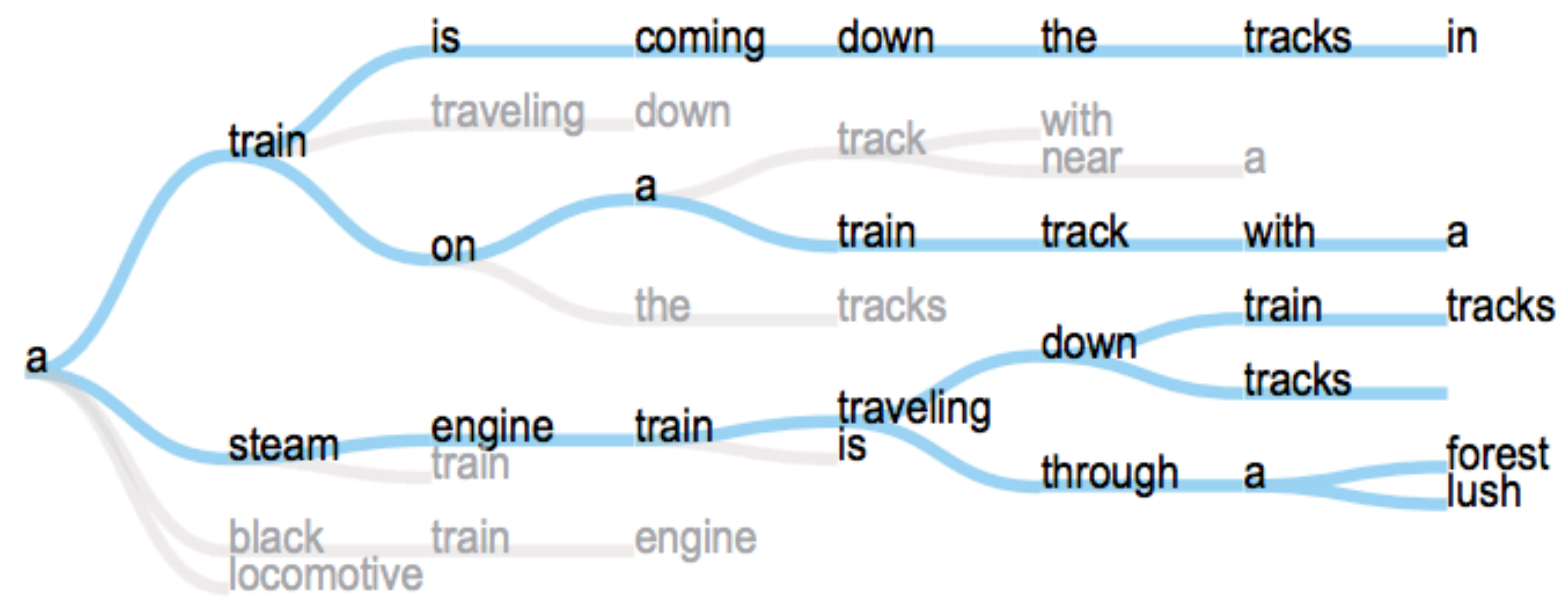 is coming down the tracks in
traveling down
train
track
with
near a
a
on
train track with a
the tracks
train tracks
down
a
tracks
traveling
steam engine train
is
train
through a
forest
lush
black train engine
locomotive